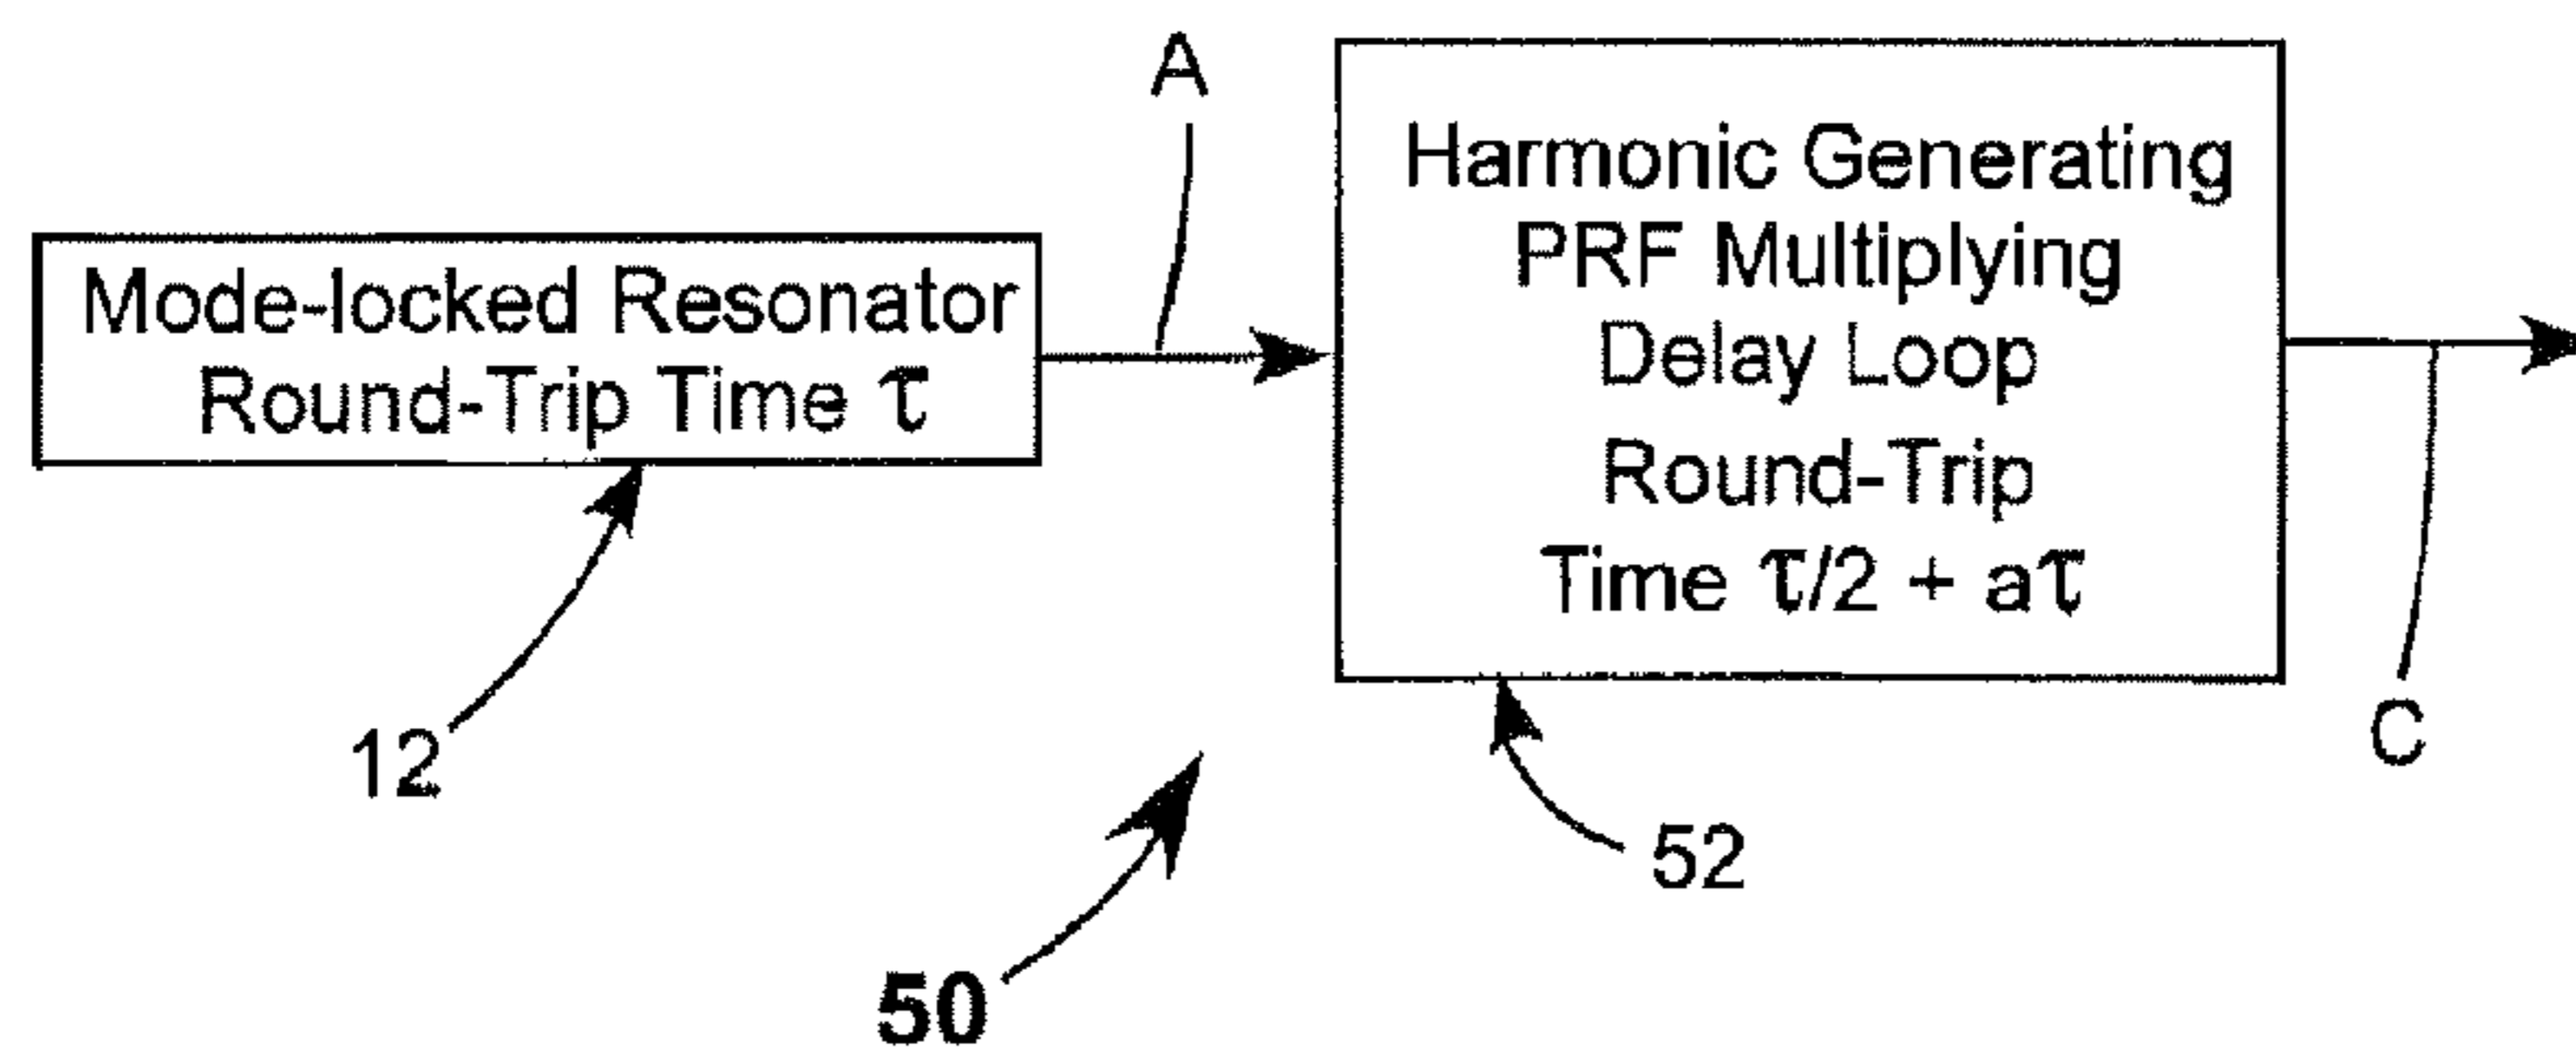 A
Mode-locked Resonator
Round-Trip Time τ
Harmonic Generating
PRF Multiplying
Delay Loop
Round-Trip
Time τ/2 + aτ
12
C
52
50